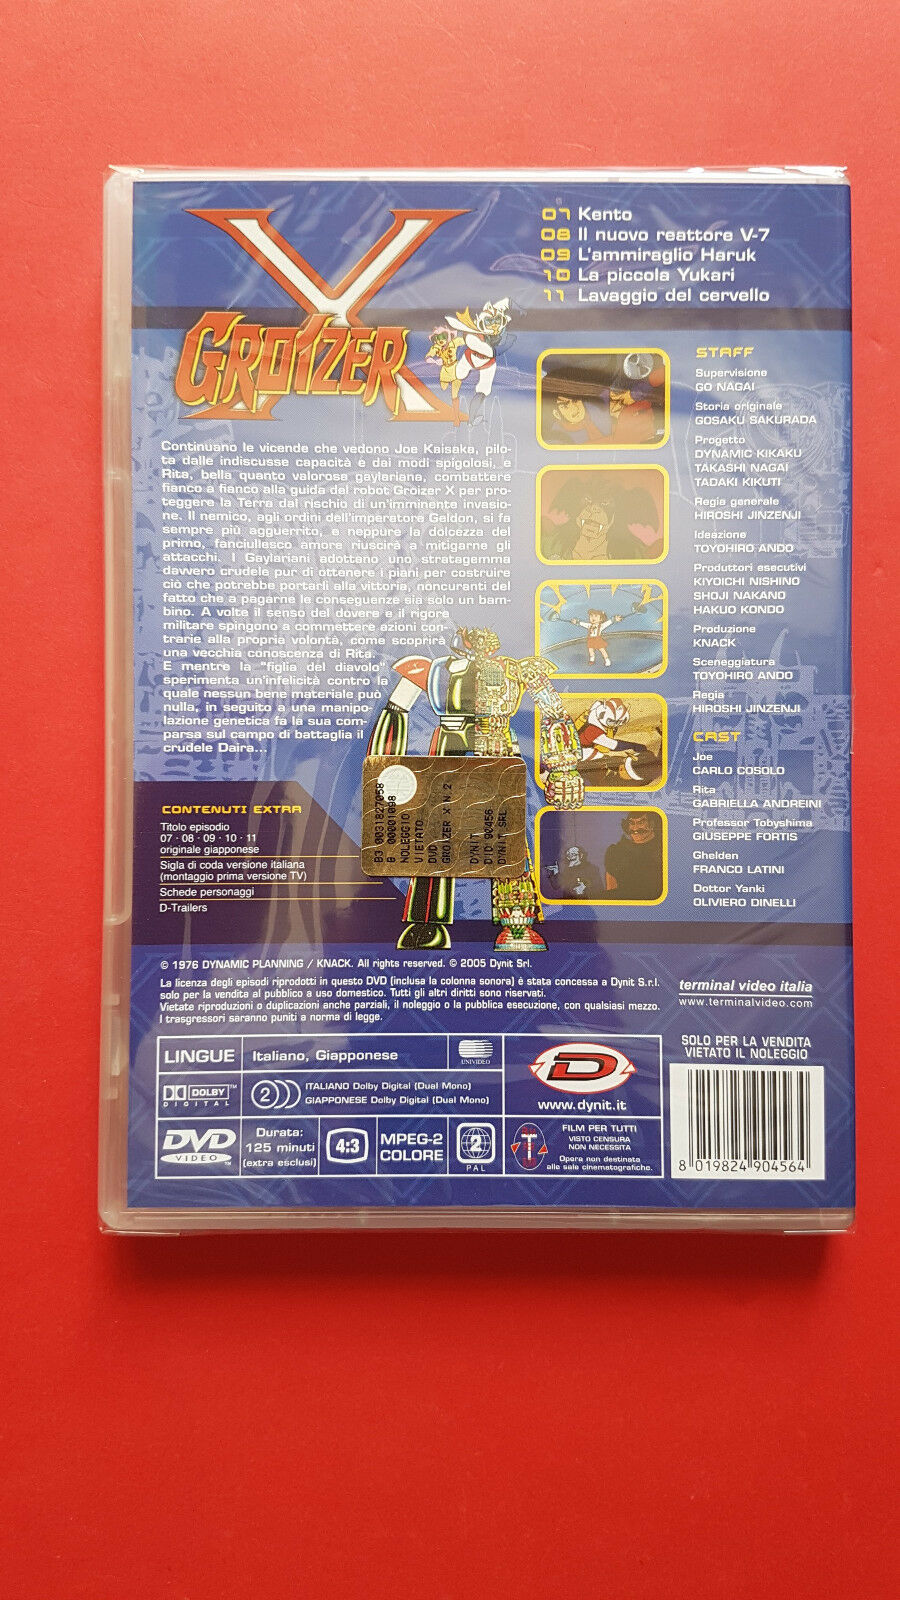 GROIZER X
07 Kento
08 Il nuovo reattore V-7
09 L'ammiraglio Haruk
10 La piccola Yukari
11 Lavaggio del cervello
Continuano le vicende che vedono Joe Kaisaka, pilo-
ta dalle indiscusse capacità e dai modi spigolosi, e
Rita, bella quanto valorosa gaylariana, combattere
fianco a fianco alla guida del robot Groizer X per pro-
teggere la Terra dal rischio di un'imminente invasio-
ne. Il nemico, agli ordini dell'imperatore Geldon, si fa
sempre più agguerrito, e neppure la dolcezza del
primo, fanciullesco amore riuscirà a mitigarne gli
attacchi. I Gaylariani adottano uno stratagemma
davvero crudele pur di ottenere i piani per costruire
ciò che potrebbe portarli alla vittoria, noncuranti del
fatto che a pagarne le conseguenze sia solo un bam-
bino. A volte il senso del dovere e il rigore
militare spingono a commettere azioni con-
trarie alla propria volontà, come scoprirà
una vecchia conoscenza di Rita.
E mentre la "figlia del diavolo"
sperimenta un'infelicità contro la
quale nessun bene materiale può
nulla, in seguito a una manipo-
lazione genetica fa la sua com-
parsa sul campo di battaglia il
crudele Daira...
STAFF
Supervisione
GO NAGAI
Storia originale
GOSAKU SAKURADA
Progetto
DYNAMIC KIKAKU
TAKASHI NAGAI
TADAKI KIKUTI
Regia generale
HIROSHI JINZENJI
Ideazione
TOYOHIRO ANDO
Produttori esecutivi
KIYOICHI NISHINO
SHOJI NAKANO
HAKUO KONDO
Produzione
KNACK
Sceneggiatura
TOYOHIRO ANDO
Regia
HIROSHI JINZENJI
CAST
Joe
CARLO COSOLO
Rita
GABRIELLA ANDREINI
Professor Tobyshima
GIUSEPPE FORTIS
Ghelden
FRANCO LATINI
Dottor Yanki
OLIVIERO DINELLI
CONTENUTI EXTRA
Titolo episodio
07 · 08 · 09 · 10 · 11
originale giapponese
Sigla di coda versione italiana
(montaggio prima versione TV)
Schede personaggi
D-Trailers
B3 0031827058
8 00001098
NOLEGGIO
VIETATO
DVD
GROIZER X N.2
DYNIT
D'10 90456
DYNIT SRL
© 1976 DYNAMIC PLANNING / KNACK. All rights reserved. © 2005 Dynit Srl.
La licenza degli episodi riprodotti in questo DVD (inclusa la colonna sonora) è stata concessa a Dynit S.r.l.
solo per la vendita al pubblico a uso domestico. Tutti gli altri diritti sono riservati.
Vietate riproduzioni o duplicazioni anche parziali, il noleggio o la pubblica esecuzione, con qualsiasi mezzo.
I trasgressori saranno puniti a norma di legge.
terminal video italia
www.terminalvideo.com
LINGUE Italiano, Giapponese
UNIVIDEO
DOLBY DIGITAL
2
ITALIANO Dolby Digital (Dual Mono)
GIAPPONESE Dolby Digital (Dual Mono)
DVD VIDEO
Durata:
125 minuti
(extra esclusi)
4:3
MPEG-2
COLORE
2
PAL
D
www.dynit.it
T
FILM PER TUTTI
VISTO CENSURA
NON NECESSITA
Opera non destinata
alle sale cinematografiche.
SOLO PER LA VENDITA
VIETATO IL NOLEGGIO
8 019824 904564